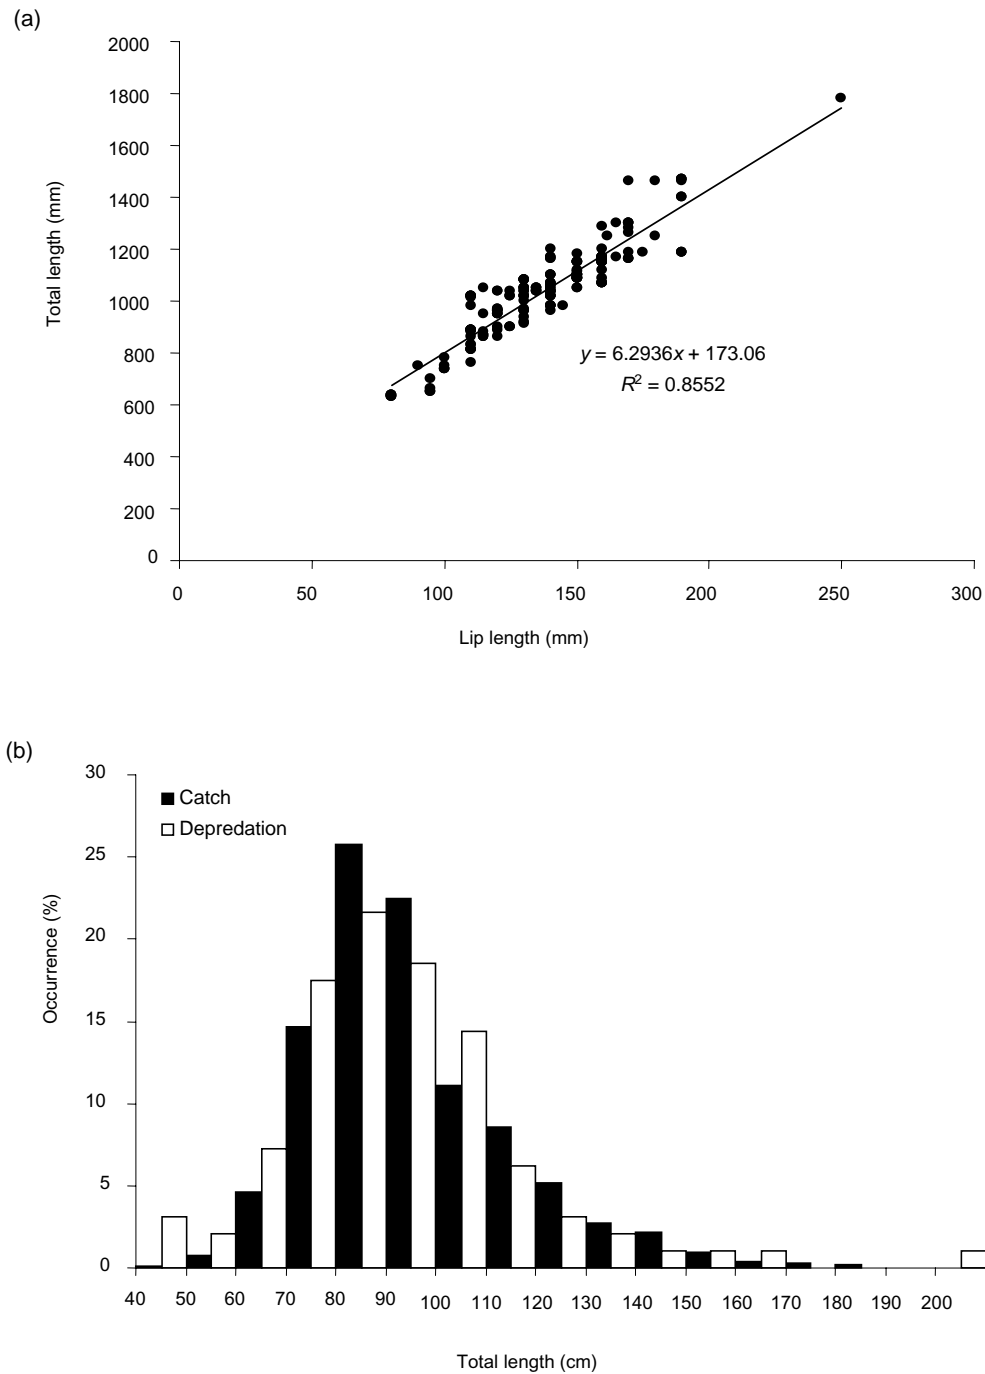 (a)
2000
1800
1600
1400
1200
1000
800
600
400
200
0
Total length (mm)
y = 6.2936x + 173.06
R² = 0.8552
0 50 100 150 200 250 300
Lip length (mm)
(b)
30
25
20
15
10
5
0
Occurrence (%)
Catch
Depredation
40 50 60 70 80 90 100 110 120 130 140 150 160 170 180 190 200
Total length (cm)